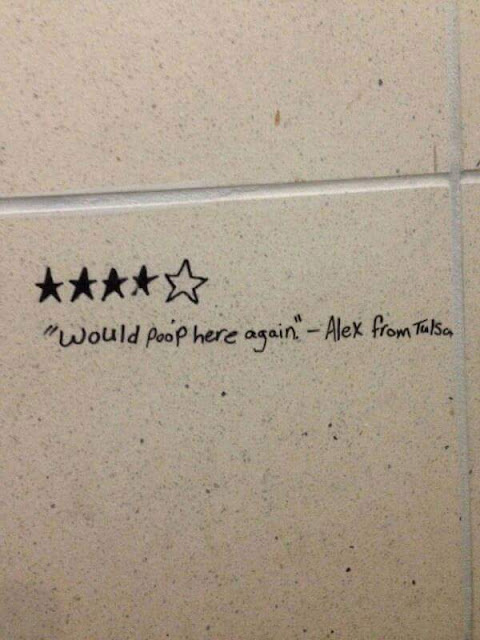 ★★★★☆
"Would poop here again." - Alex from Tulsa